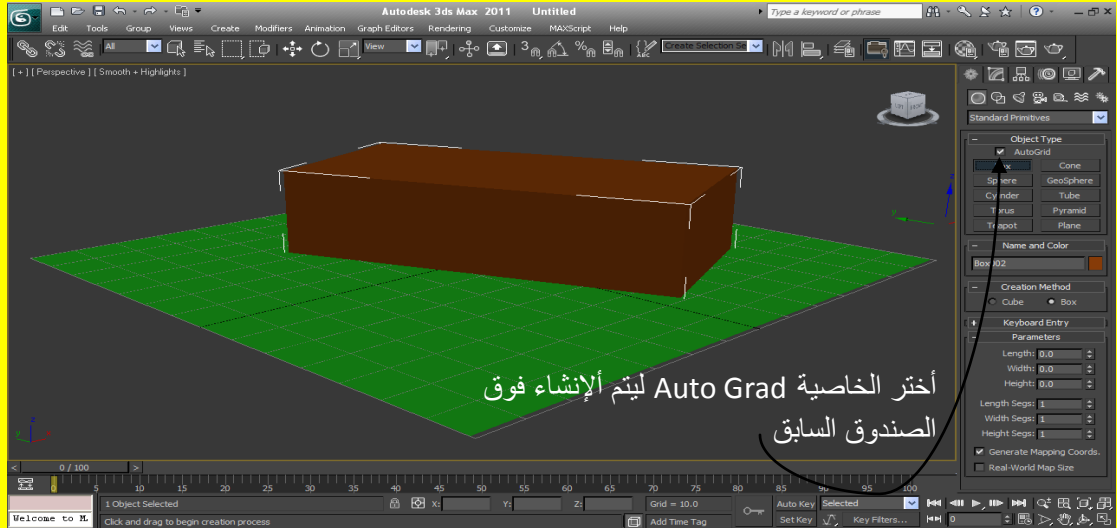 Autodesk 3ds Max 2011 Untitled
Type a keyword or phrase
Edit Tools Group Views Create Modifiers Animation Graph Editors Rendering Customize MAXScript Help
All
View
Create Selection Se
[ + ] [ Perspective ] [ Smooth + Highlights ]
Standard Primitives
Object Type
AutoGrid
Cone
Sphere GeoSphere
Cylinder Tube
Torus Pyramid
Teapot Plane
Name and Color
Box002
Creation Method
Cube Box
Keyboard Entry
Parameters
Length: 0.0
Width: 0.0
Height: 0.0
Length Segs: 1
Width Segs: 1
Height Segs: 1
Generate Mapping Coords.
Real-World Map Size
أختر الخاصية Auto Grad ليتم ألإنشاء فوق
الصندوق السابق
0 / 100
0 5 10 15 20 25 30 35 40 45 50 55 60 65 70 75 80 85 90 95 100
1 Object Selected X: Y: Z: Grid = 10.0 Auto Key Selected
Welcome to M Click and drag to begin creation process Add Time Tag Set Key Key Filters... 0